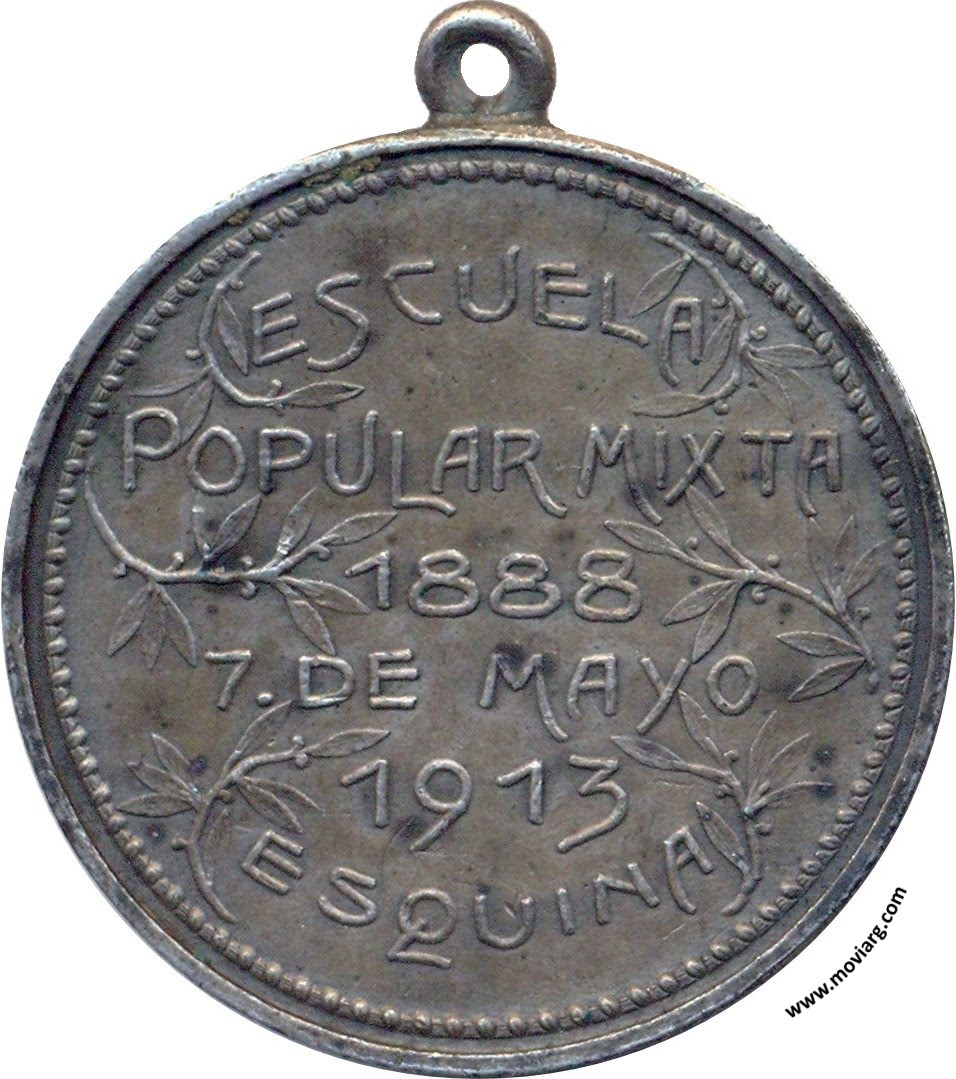 ESCUELA
POPULAR MIXTA
1888
7. DE MAYO
1913
ESQUINA
www.moviarg.com